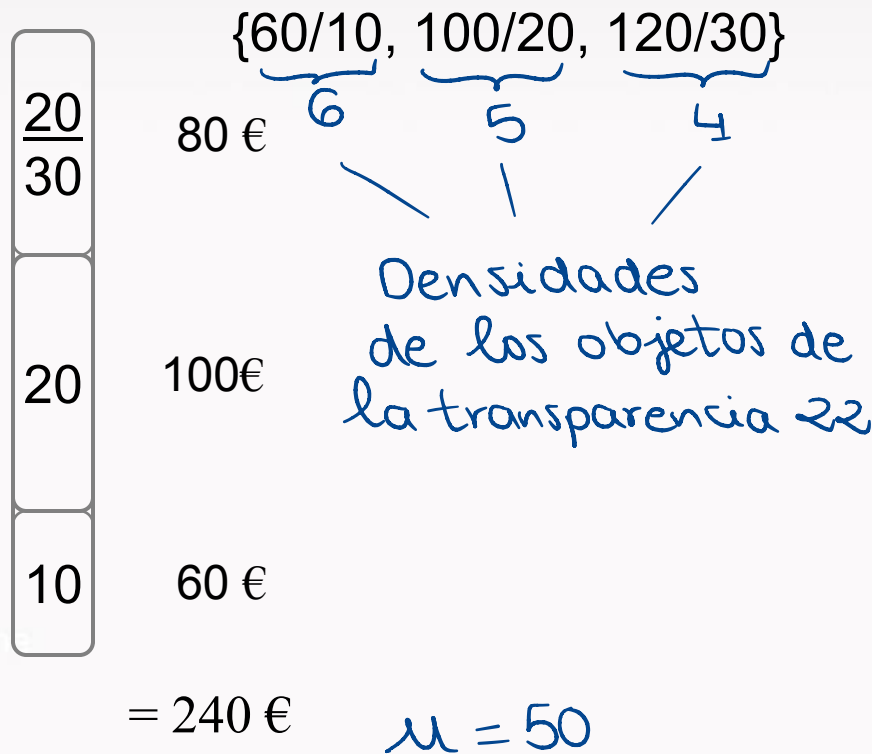 {60/10, 100/20, 120/30}
6 5 4
20
30
80 €
Densidades
de los objetos de
la transparencia 22
20
100€
10
60 €
= 240 €
M = 50